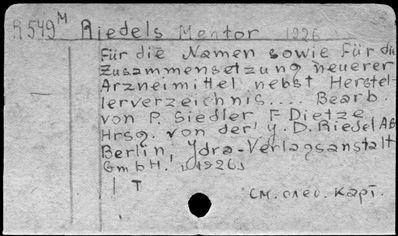 R 549 M Riedels Mentor 1926
Für die Namen sowie für die
Zusammensetzung neuerer
Arzneimittel nebst Herstel-
lerverzeichnis.... Bearb.
von P. Siedler, F Dietze
Hrsg. von der J. D. Riedel AG
Berlin, Ydra-Verlagsanstalt
GmbH. (1926)
T
см. след. карт.